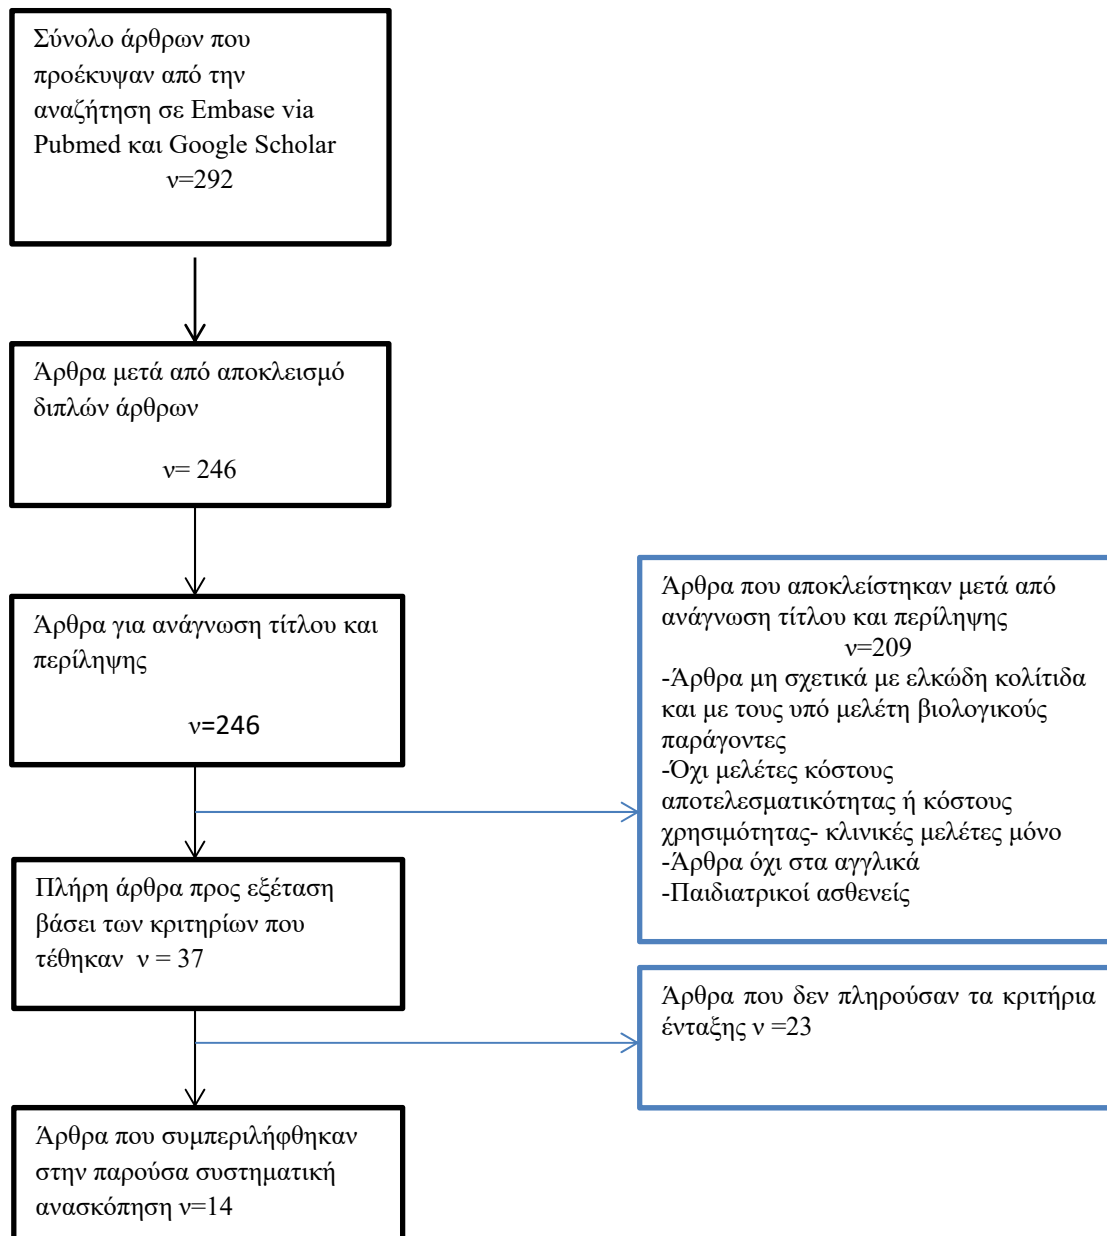 Σύνολο άρθρων που
προέκυψαν από την
αναζήτηση σε Embase via
Pubmed και Google Scholar
ν=292
Άρθρα μετά από αποκλεισμό
διπλών άρθρων
ν= 246
Άρθρα για ανάγνωση τίτλου και
περίληψης
ν=246
Άρθρα που αποκλείστηκαν μετά από
ανάγνωση τίτλου και περίληψης
ν=209
-Άρθρα μη σχετικά με ελκώδη κολίτιδα
και με τους υπό μελέτη βιολογικούς
παράγοντες
-Όχι μελέτες κόστους
αποτελεσματικότητας ή κόστους
χρησιμότητας- κλινικές μελέτες μόνο
-Άρθρα όχι στα αγγλικά
-Παιδιατρικοί ασθενείς
Πλήρη άρθρα προς εξέταση
βάσει των κριτηρίων που
τέθηκαν ν = 37
Άρθρα που δεν πληρούσαν τα κριτήρια
ένταξης ν =23
Άρθρα που συμπεριλήφθηκαν
στην παρούσα συστηματική
ανασκόπηση ν=14